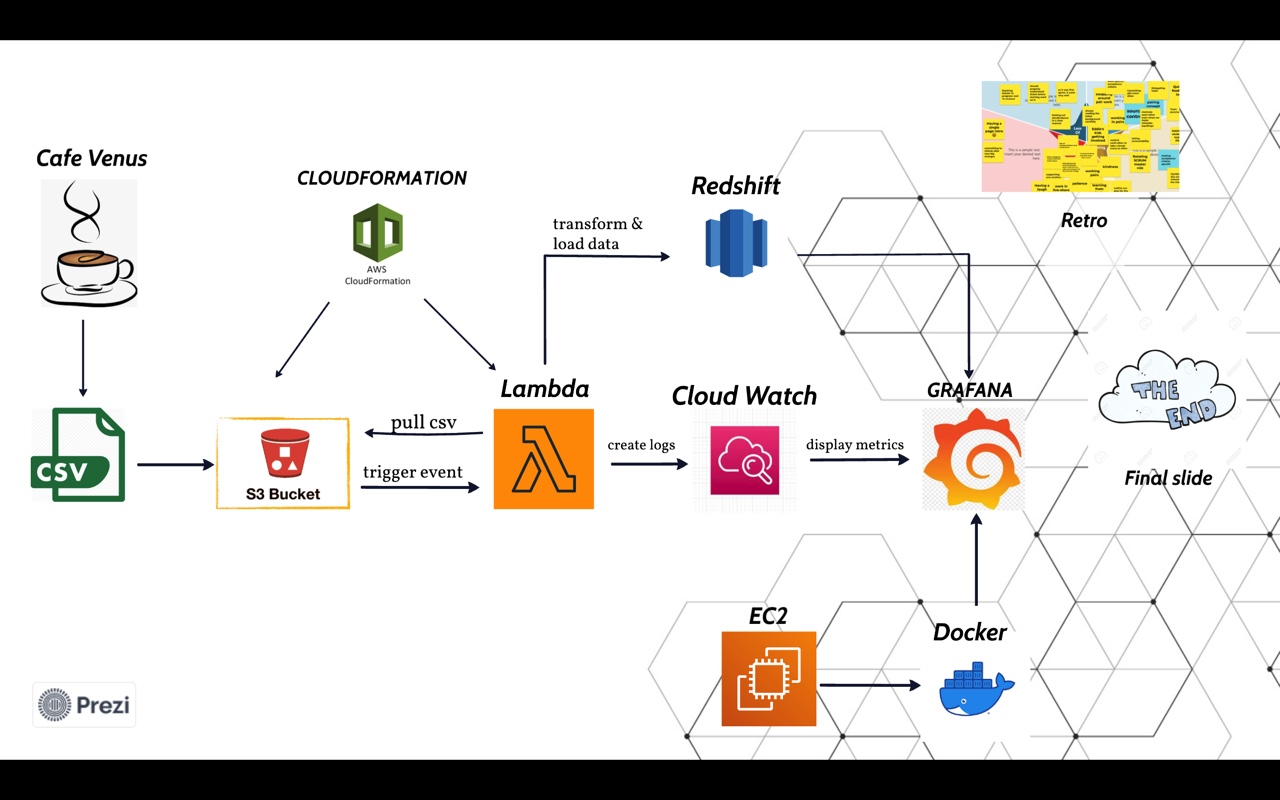 Cafe Venus
CLOUDFORMATION
AWS
CloudFormation
transform &
load data
Redshift
Retro
CSV
S3 Bucket
pull csv
trigger event
Lambda
create logs
Cloud Watch
display metrics
GRAFANA
THE
END
Final slide
EC2
Docker
Prezi